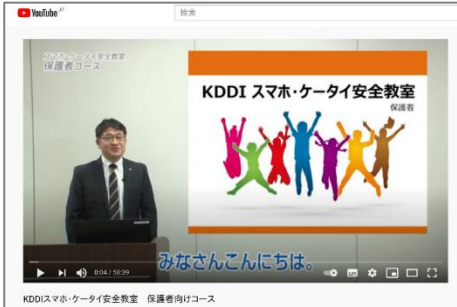 YouTube JP
検索
スマホ・ケータイ安全教室
保護者コース
KDDI スマホ・ケータイ安全教室
保護者
みなさんこんにちは。
0:04 / 58:39
KDDIスマホ・ケータイ安全教室 保護者向けコース